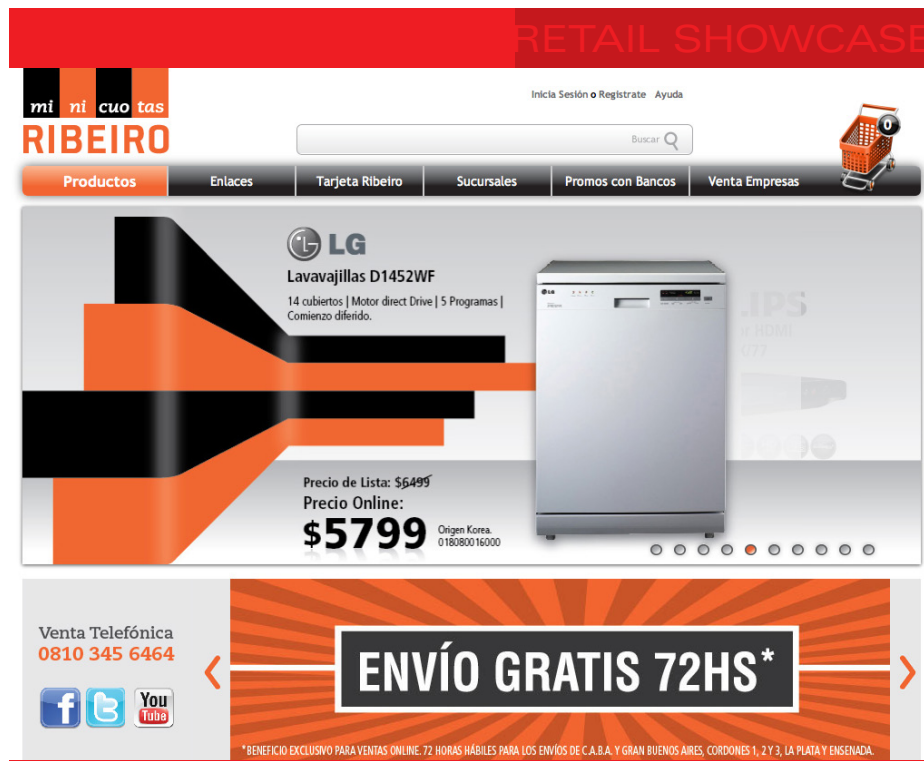 RETAIL SHOWCASE
mi ni cuo tas
RIBEIRO
Inicia Sesión o Registrate Ayuda
Buscar
0
Productos Enlaces Tarjeta Ribeiro Sucursales Promos con Bancos Venta Empresas
LG
Lavavajillas D1452WF
14 cubiertos | Motor direct Drive | 5 Programas |
Comienzo diferido.
LIPS
HDMI
Precio de Lista: $6499
Precio Online:
$5799
Origen Korea.
018080016000
Venta Telefónica
0810 345 6464
f
You
Tube
ENVÍO GRATIS 72HS*
*BENEFICIO EXCLUSIVO PARA VENTAS ONLINE. 72 HORAS HÁBILES PARA LOS ENVÍOS DE C.A.B.A. Y GRAN BUENOS AIRES, CORDONES 1, 2 Y 3, LA PLATA Y ENSENADA.